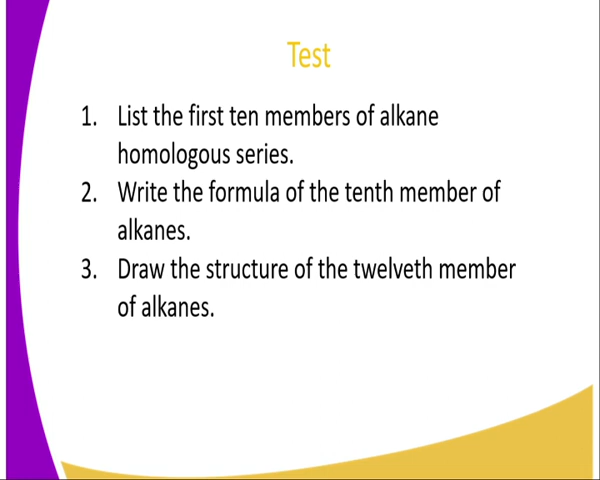 Test
1. List the first ten members of alkane
homologous series.
2. Write the formula of the tenth member of
alkanes.
3. Draw the structure of the twelveth member
of alkanes.